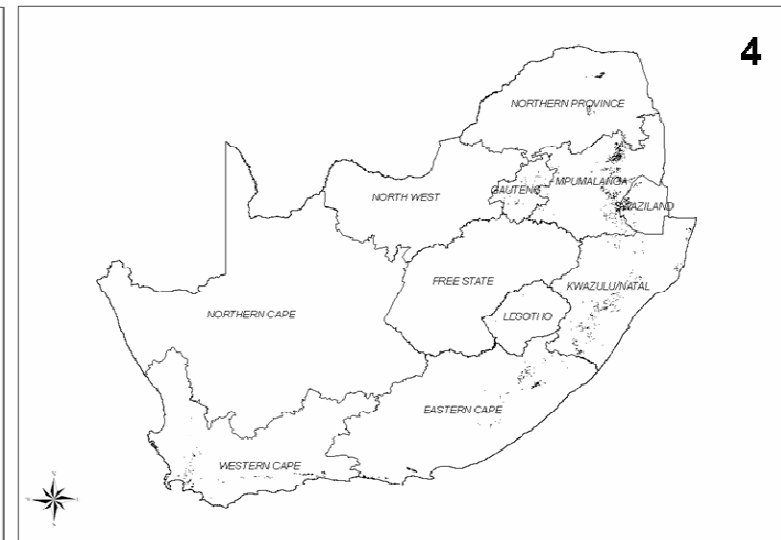 4
NORTHERN PROVINCE
NORTH WEST
GAUTENG
MPUMALANGA
SWAZILAND
FREE STATE
KWAZULU/NATAL
NORTHERN CAPE
EASTERN CAPE
WESTERN CAPE